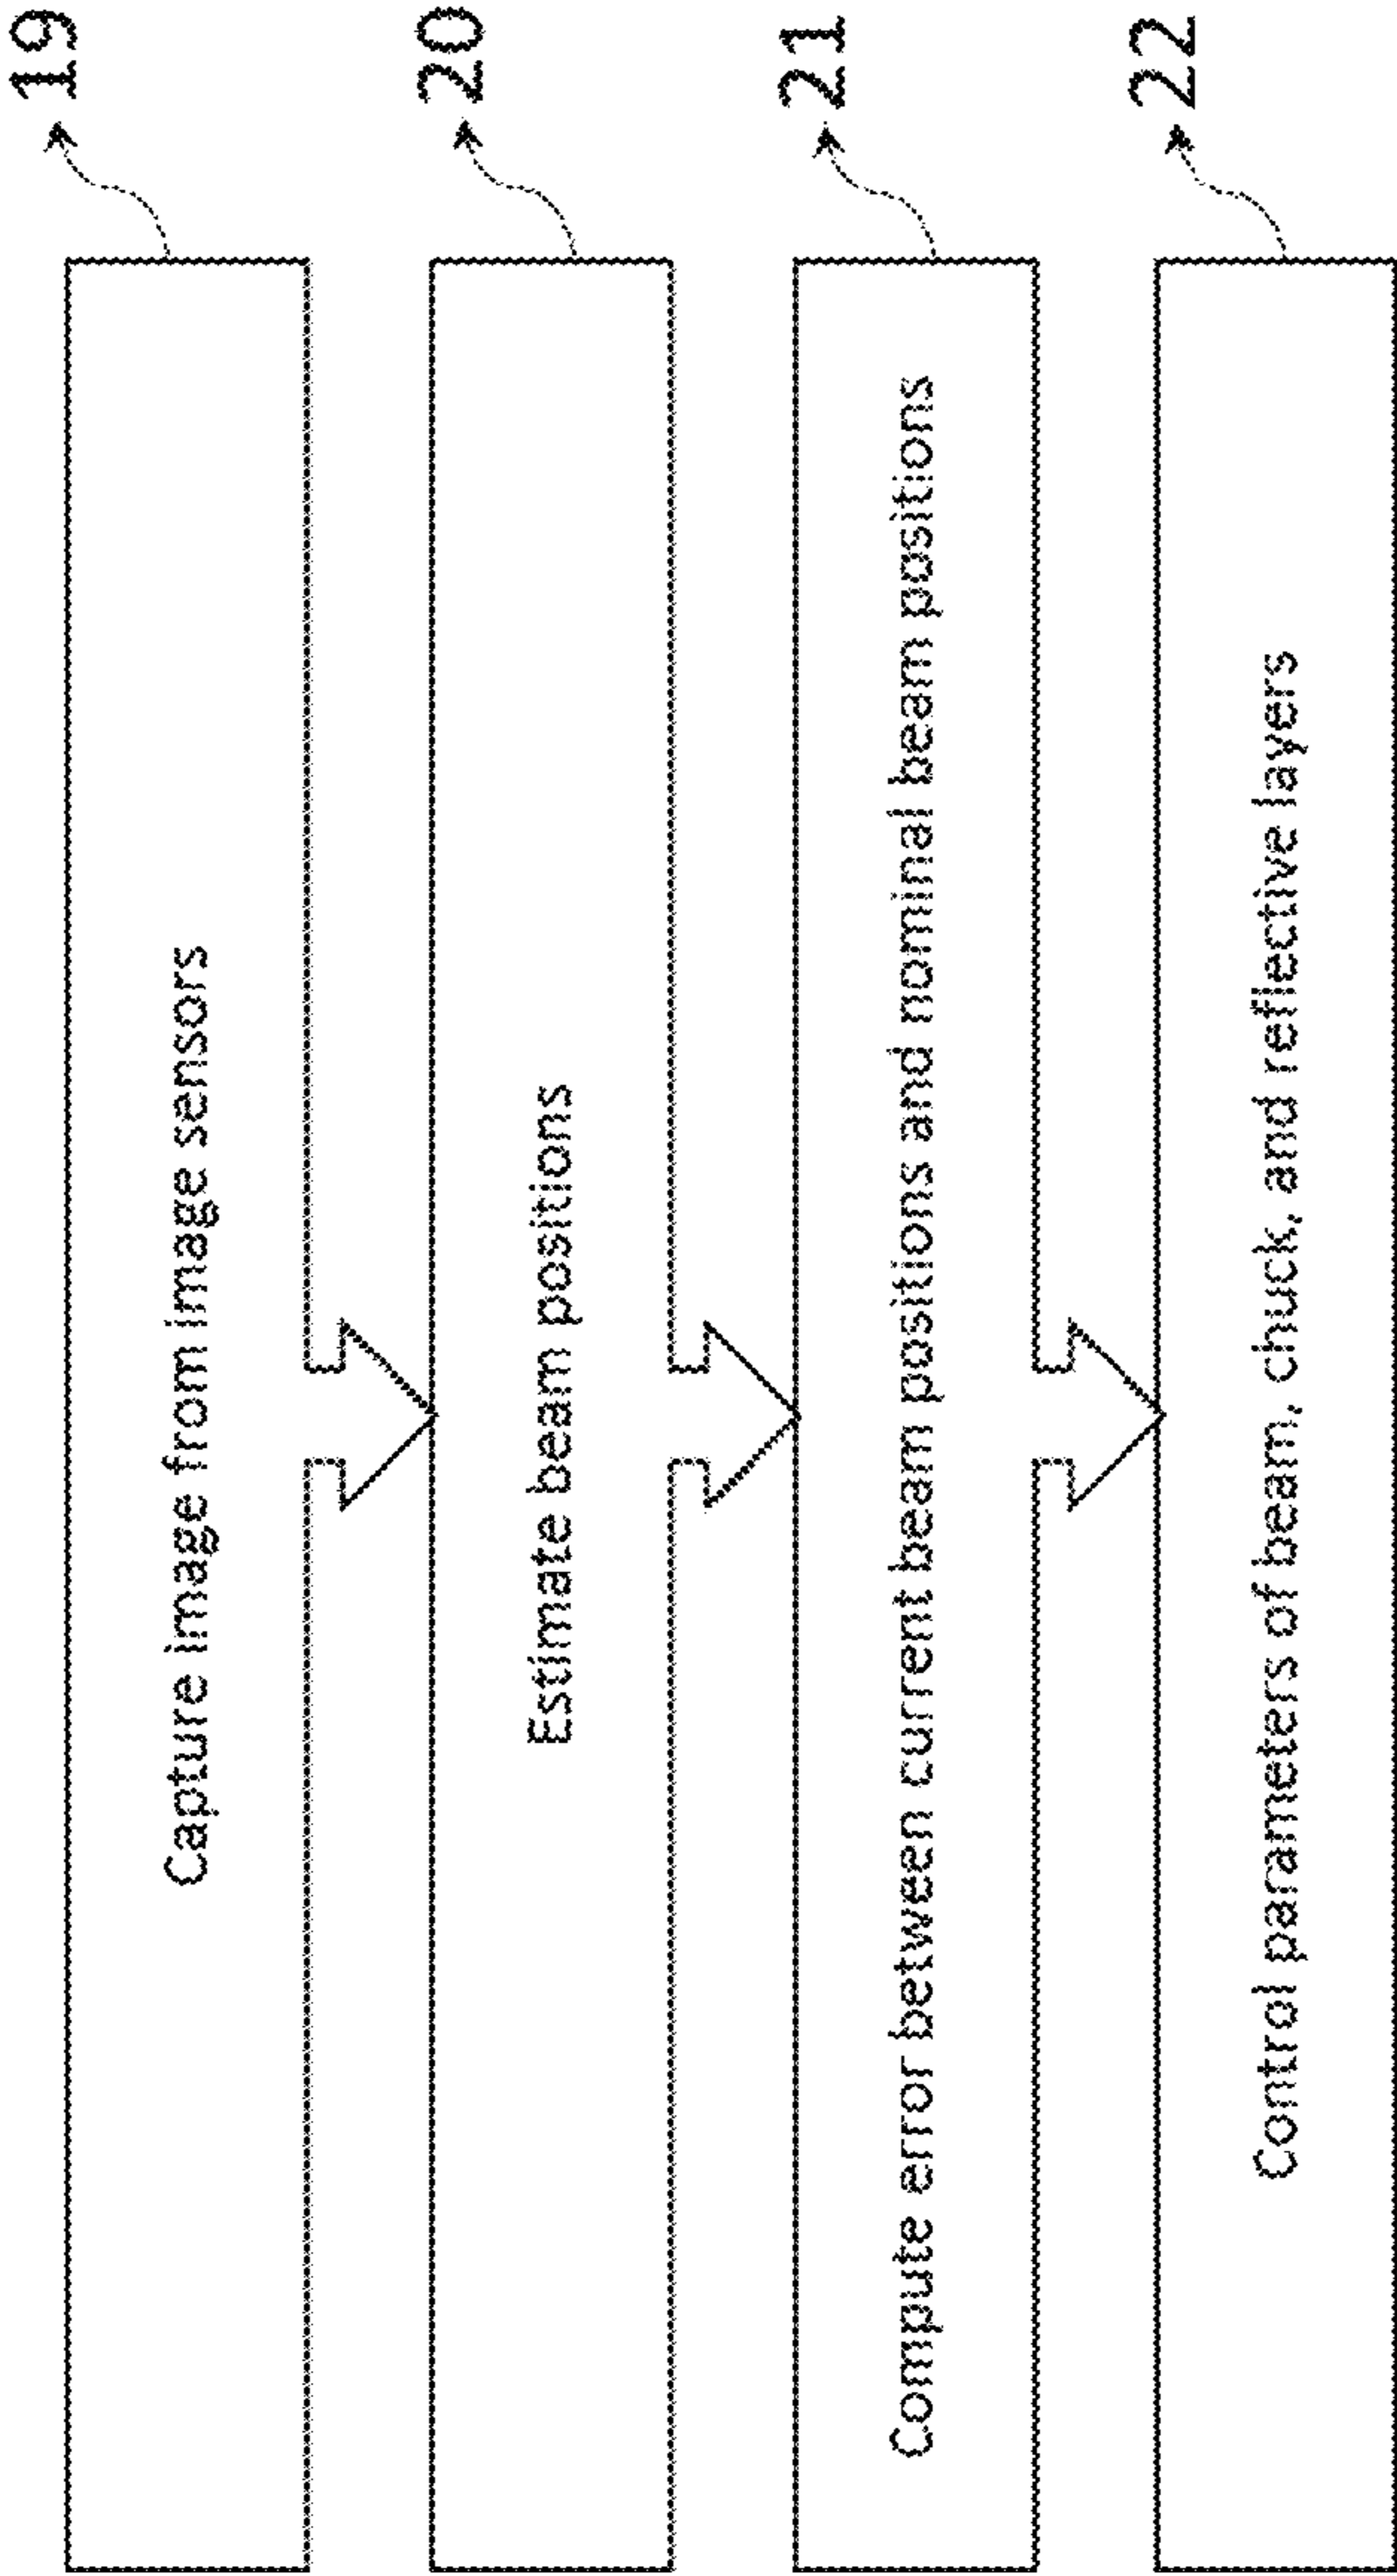 Capture image from image sensors
19
Estimate beam positions
20
Compute error between current beam positions and nominal beam positions
21
Control parameters of beam, chuck, and reflective layers
22